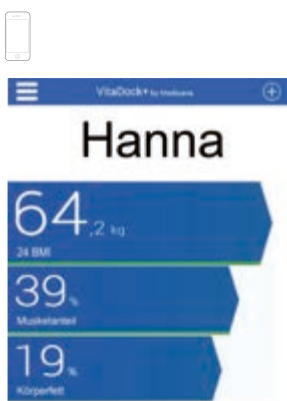 VitaDock+ by Medisana
Hanna
64,2 kg
24 BMI
39 %
Muskelanteil
19 %
Körperfett